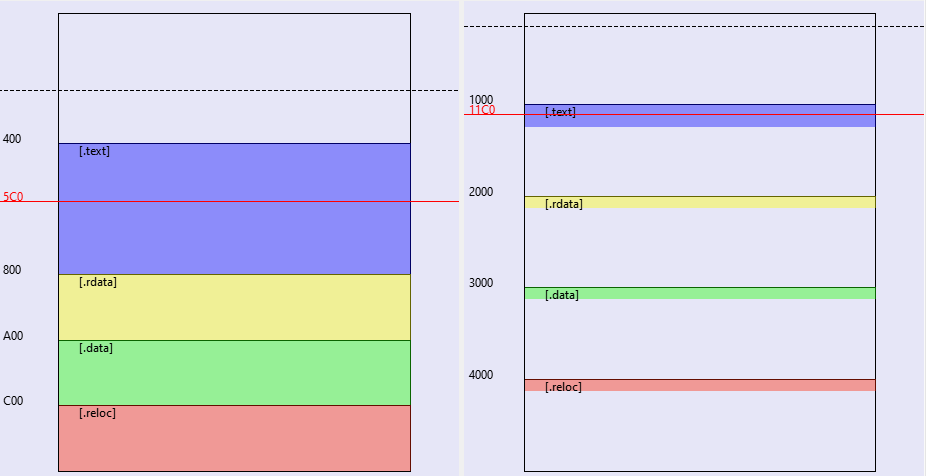 400
[.text]
5C0
800
[.rdata]
A00
[.data]
C00
[.reloc]
1000
11C0
[.text]
2000
[.rdata]
3000
[.data]
4000
[.reloc]